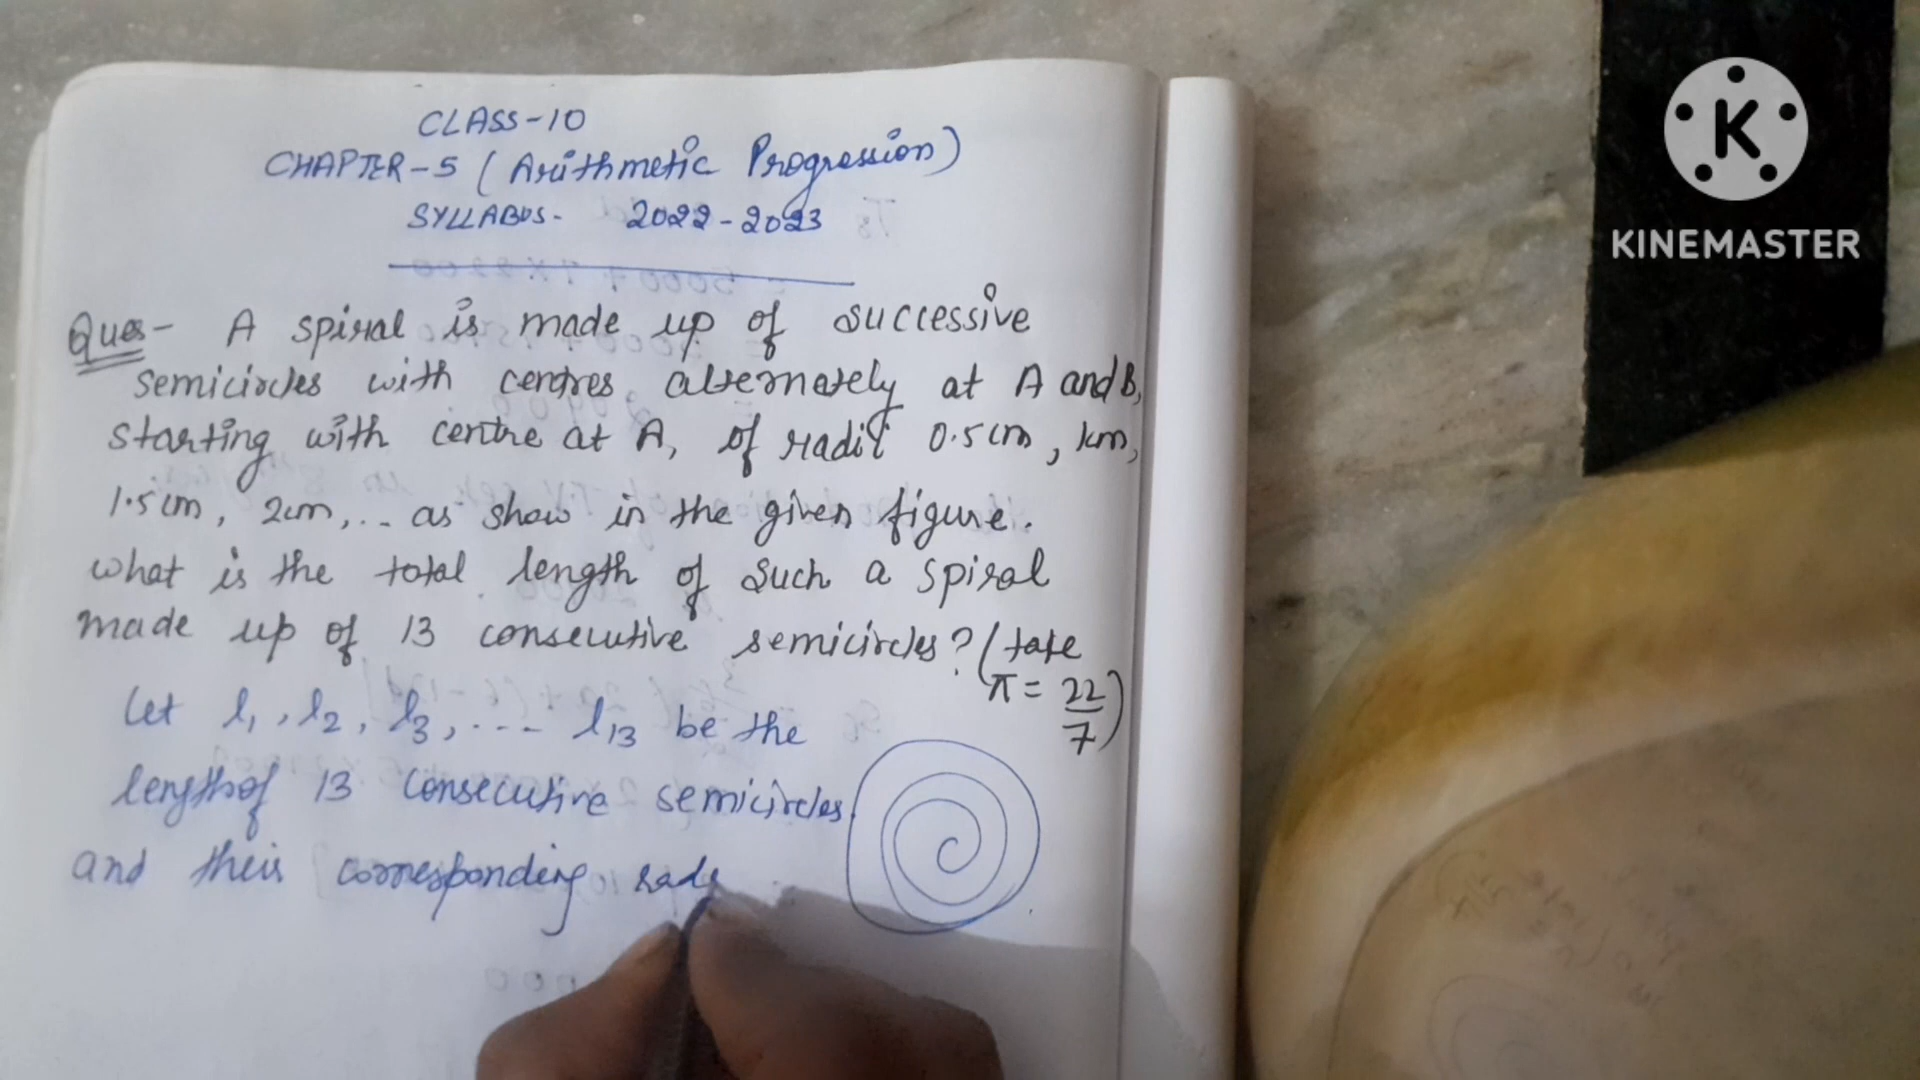 CLASS-10
CHAPTER-5 (Arithmetic Progression)
SYLLABUS- 2022-2023
Ques- A spiral is made up of successive
semicircles with centres alternately at A and B,
starting with centre at A, of radii 0.5cm, 1cm,
1.5cm, 2cm,... as show in the given figure.
what is the total length of such a spiral
made up of 13 consecutive semicircles? (take
π = 22/7)
Let l1, l2, l3, .... l13 be the
length of 13 consecutive semicircles
and their corresponding radi
K
KINEMASTER